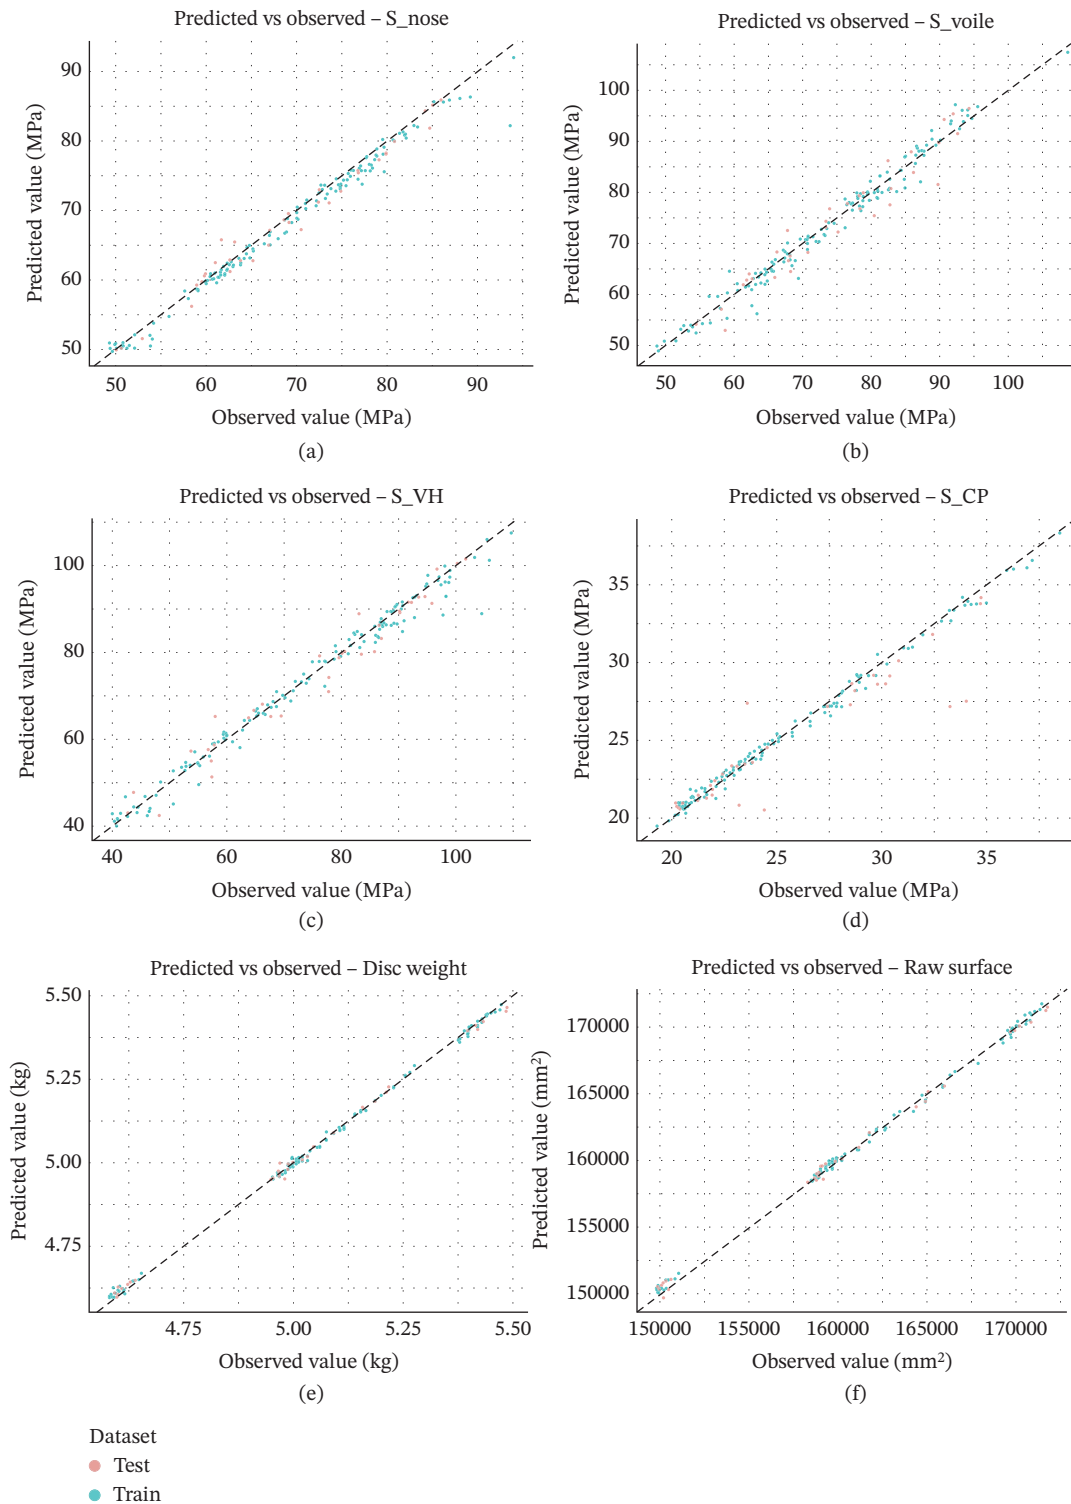 Predicted vs observed – S_nose
Predicted value (MPa)
90
80
70
60
50
50 60 70 80 90
Observed value (MPa)
(a)
Predicted vs observed – S_voile
Predicted value (MPa)
100
90
80
70
60
50
50 60 70 80 90 100
Observed value (MPa)
(b)
Predicted vs observed – S_VH
Predicted value (MPa)
100
80
60
40
40 60 80 100
Observed value (MPa)
(c)
Predicted vs observed – S_CP
Predicted value (MPa)
35
30
25
20
20 25 30 35
Observed value (MPa)
(d)
Predicted vs observed – Disc weight
Predicted value (kg)
5.50
5.25
5.00
4.75
4.75 5.00 5.25 5.50
Observed value (kg)
(e)
Predicted vs observed – Raw surface
Predicted value (mm²)
170000
165000
160000
155000
150000
150000 155000 160000 165000 170000
Observed value (mm²)
(f)
Dataset
Test
Train